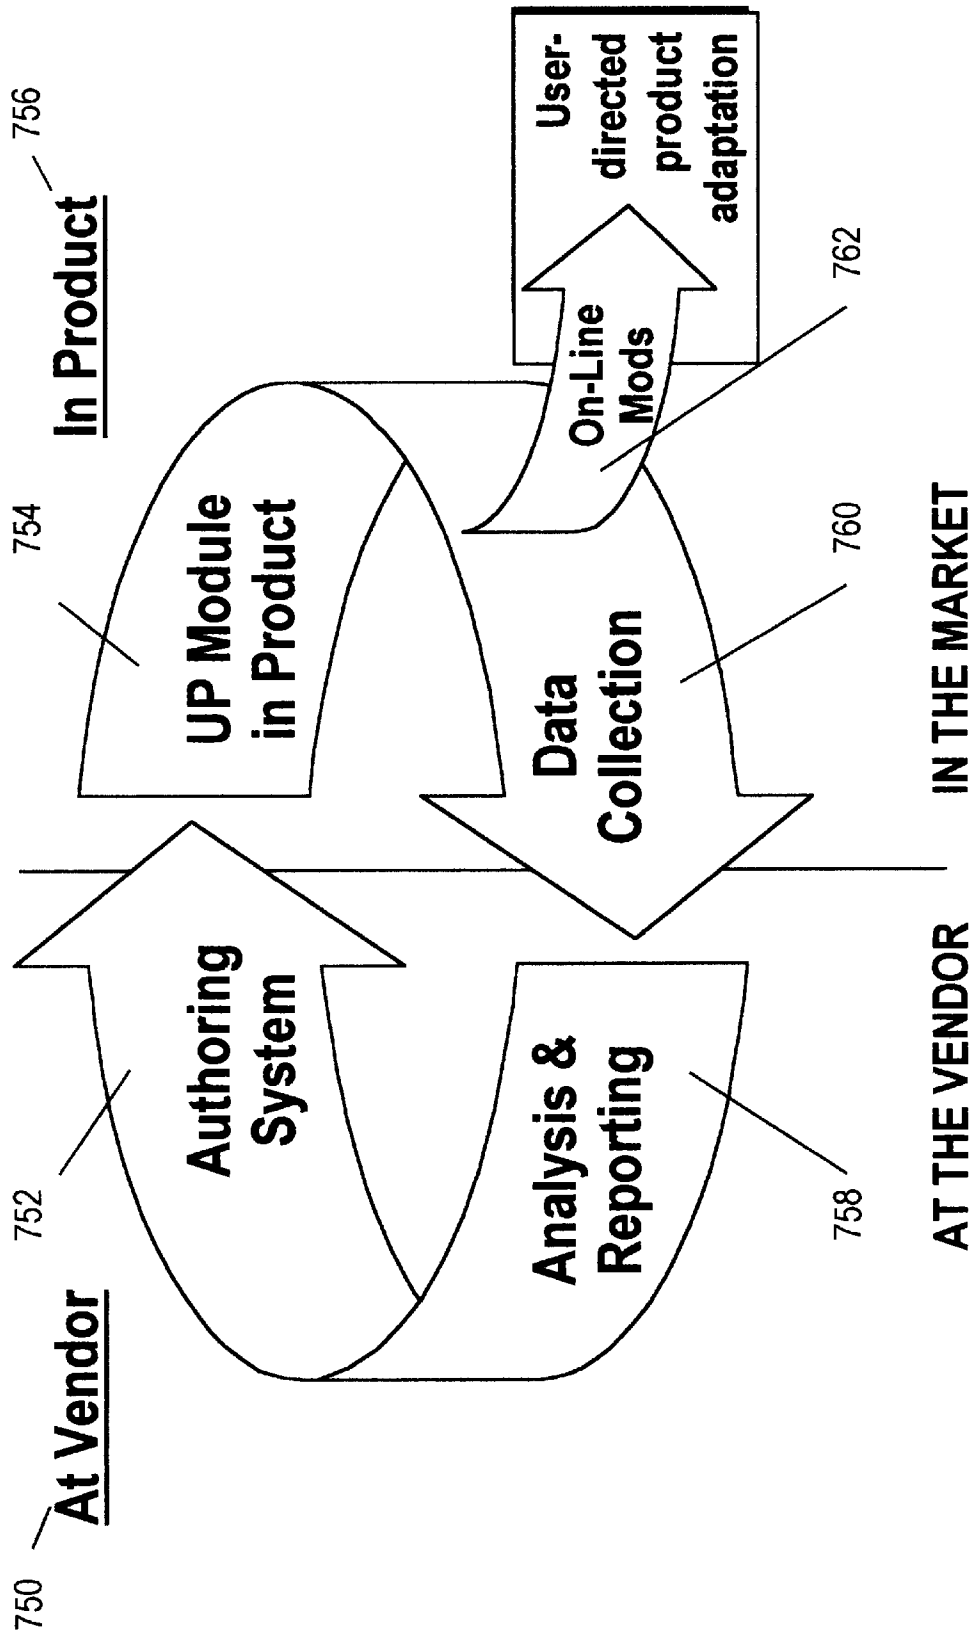 750
At Vendor
752
754
In Product
756
Authoring
System
UP Module
in Product
Analysis &
Reporting
Data
Collection
On-Line
Mods
User-
directed
product
adaptation
758
760
762
AT THE VENDOR
IN THE MARKET